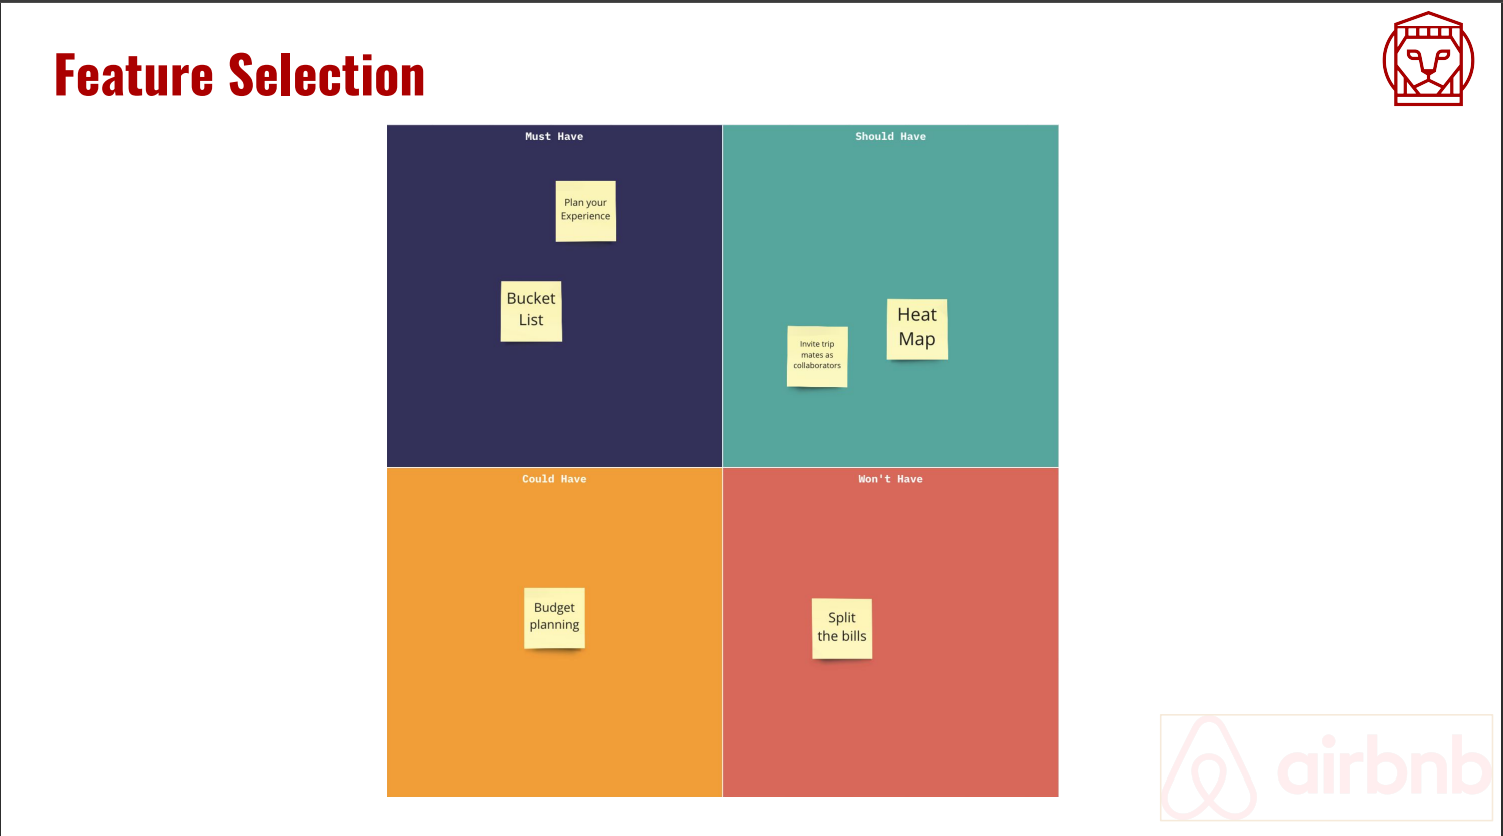 Feature Selection
Must Have
Plan your
Experience
Bucket
List
Should Have
Heat
Map
Invite trip
mates as
collaborators
Could Have
Budget
planning
Won't Have
Split
the bills
airbnb